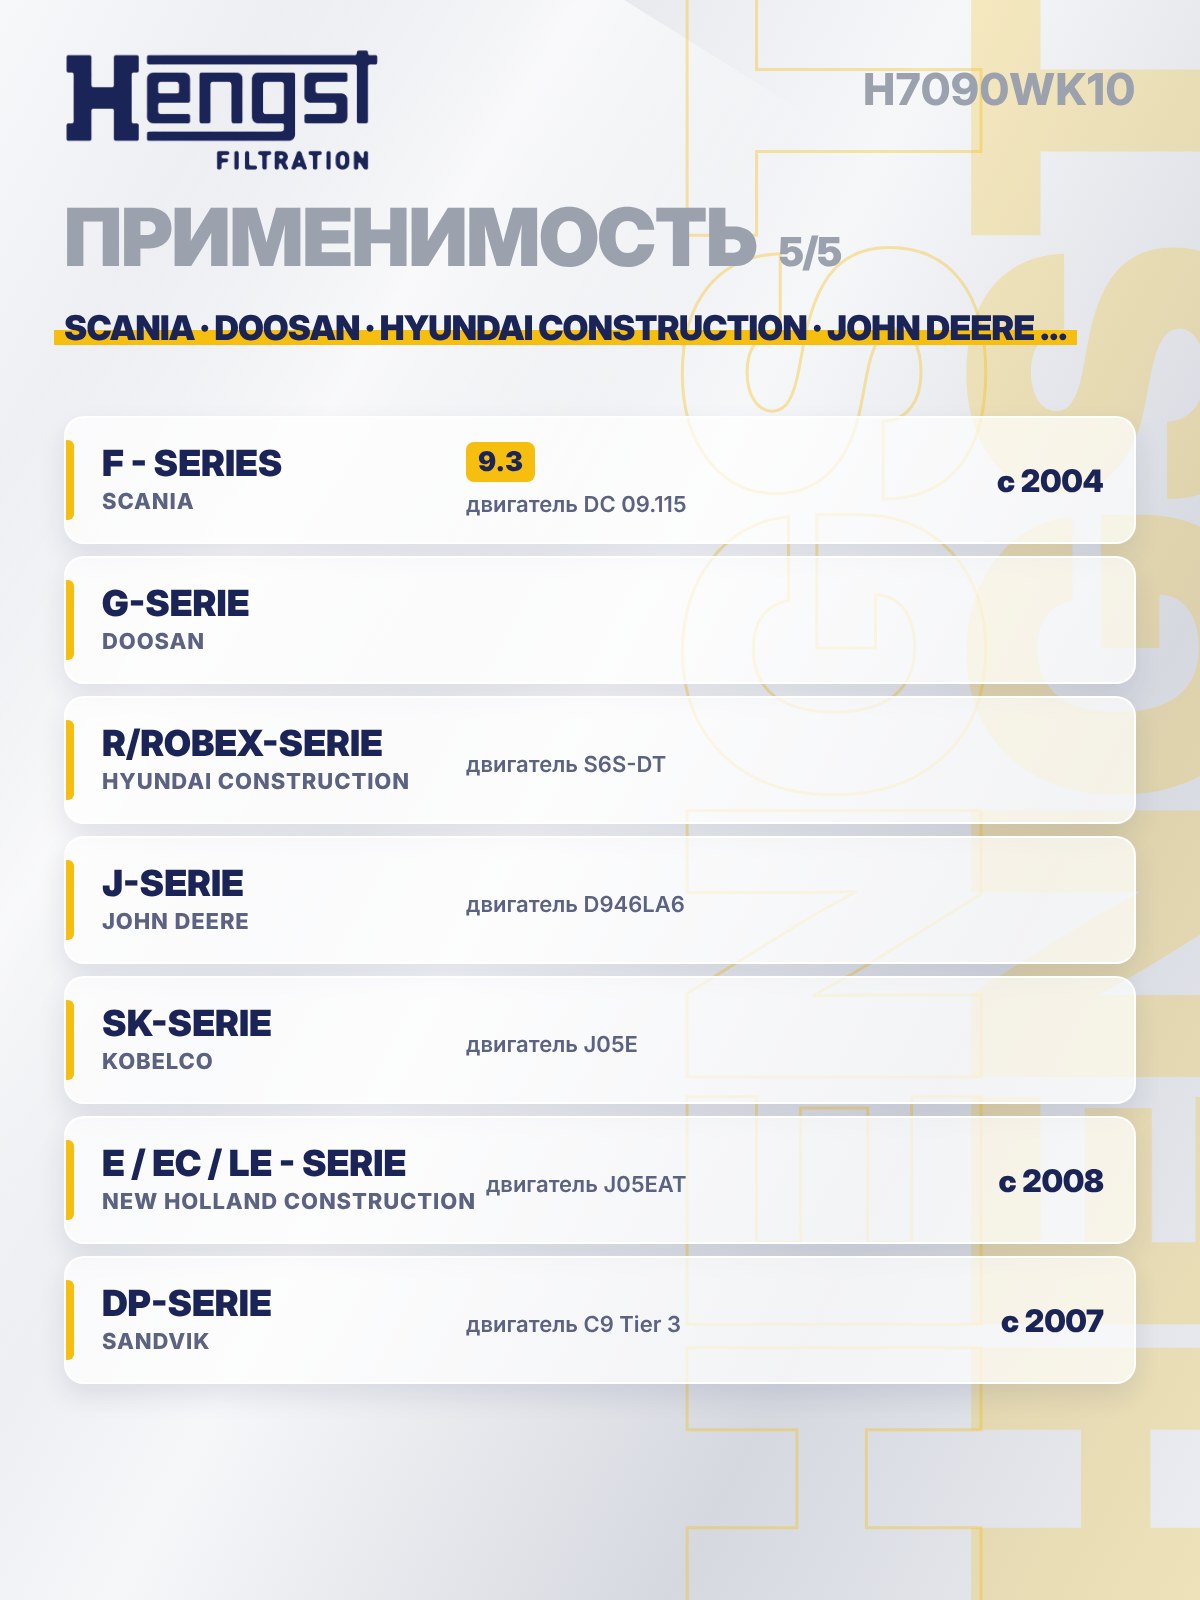 Hengst
FILTRATION
H7090WK10
ПРИМЕНИМОСТЬ 5/5
SCANIA · DOOSAN · HYUNDAI CONSTRUCTION · JOHN DEERE ...
F - SERIES
SCANIA
9.3
двигатель DC 09.115
с 2004
G-SERIE
DOOSAN
R/ROBEX-SERIE
HYUNDAI CONSTRUCTION
двигатель S6S-DT
J-SERIE
JOHN DEERE
двигатель D946LA6
SK-SERIE
KOBELCO
двигатель J05E
E / EC / LE - SERIE
NEW HOLLAND CONSTRUCTION
двигатель J05EAT
с 2008
DP-SERIE
SANDVIK
двигатель C9 Tier 3
с 2007
HENGST
HENGST